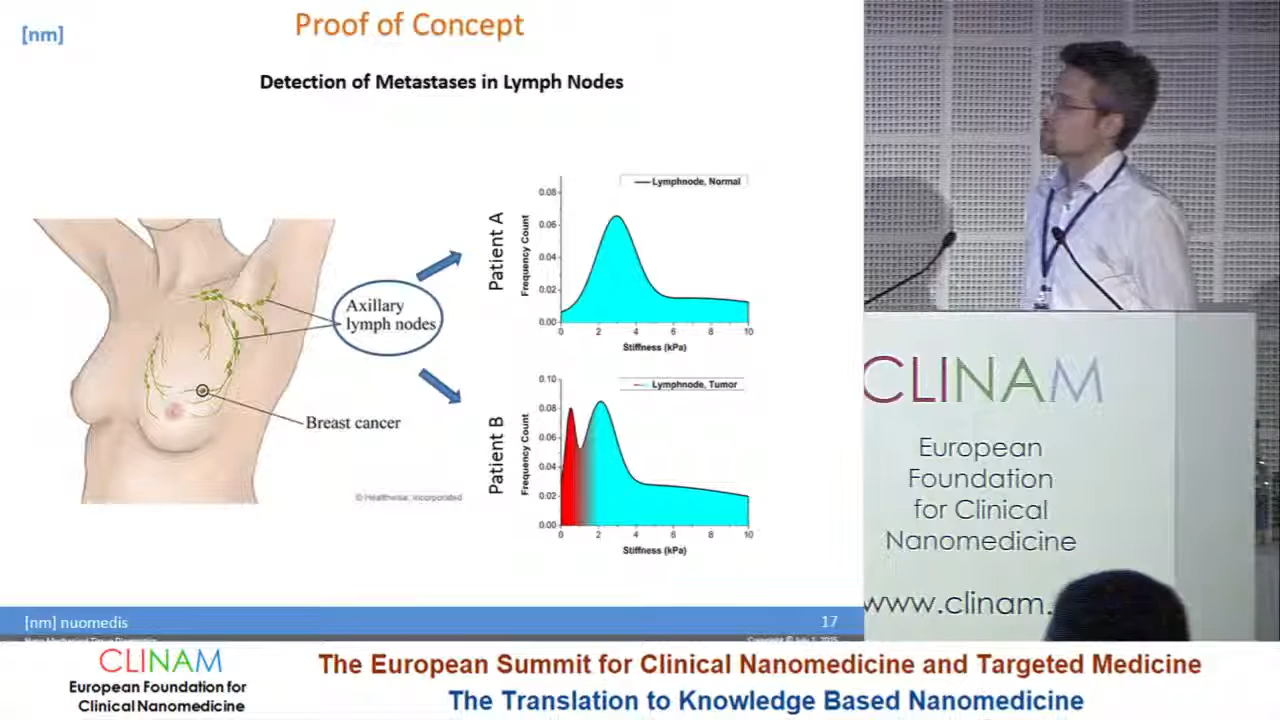 [nm]
Proof of Concept
Detection of Metastases in Lymph Nodes
Axillary
lymph nodes
Breast cancer
© Healthwise, Incorporated
Patient A
Frequency Count
Lymphnode, Normal
0.08
0.06
0.04
0.02
0.00
0 2 4 6 8 10
Stiffness (kPa)
Patient B
Frequency Count
Lymphnode, Tumor
0.10
0.08
0.06
0.04
0.02
0.00
0 2 4 6 8 10
Stiffness (kPa)
[nm] nuomedis
17
CLINAM
European
Foundation
for Clinical
Nanomedicine
www.clinam.
CLINAM
European Foundation for
Clinical Nanomedicine
The European Summit for Clinical Nanomedicine and Targeted Medicine
The Translation to Knowledge Based Nanomedicine